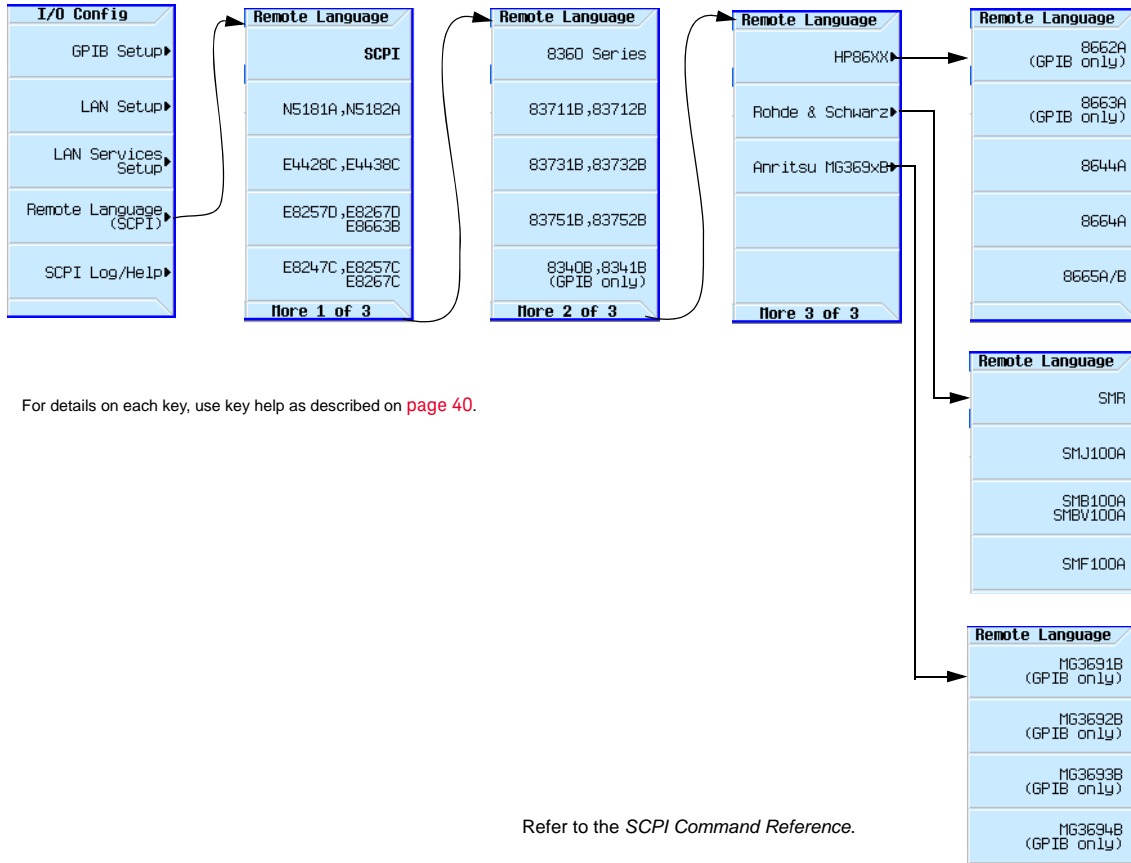 I/O Config
GPIB Setup
LAN Setup
LAN Services
Setup
Remote Language
(SCPI)
SCPI Log/Help
Remote Language
SCPI
N5181A,N5182A
E4428C,E4438C
E8257D,E8267D
E8663B
E8247C,E8257C
E8267C
More 1 of 3
Remote Language
8360 Series
83711B,83712B
83731B,83732B
83751B,83752B
8340B,8341B
(GPIB only)
More 2 of 3
Remote Language
HP86XX
Rohde & Schwarz
Anritsu MG369xB
More 3 of 3
Remote Language
8662A
(GPIB only)
8663A
(GPIB only)
8644A
8664A
8665A/B
For details on each key, use key help as described on page 40.
Remote Language
SMR
SMJ100A
SMB100A
SMBV100A
SMF100A
Remote Language
MG3691B
(GPIB only)
MG3692B
(GPIB only)
MG3693B
(GPIB only)
MG3694B
(GPIB only)
Refer to the SCPI Command Reference.